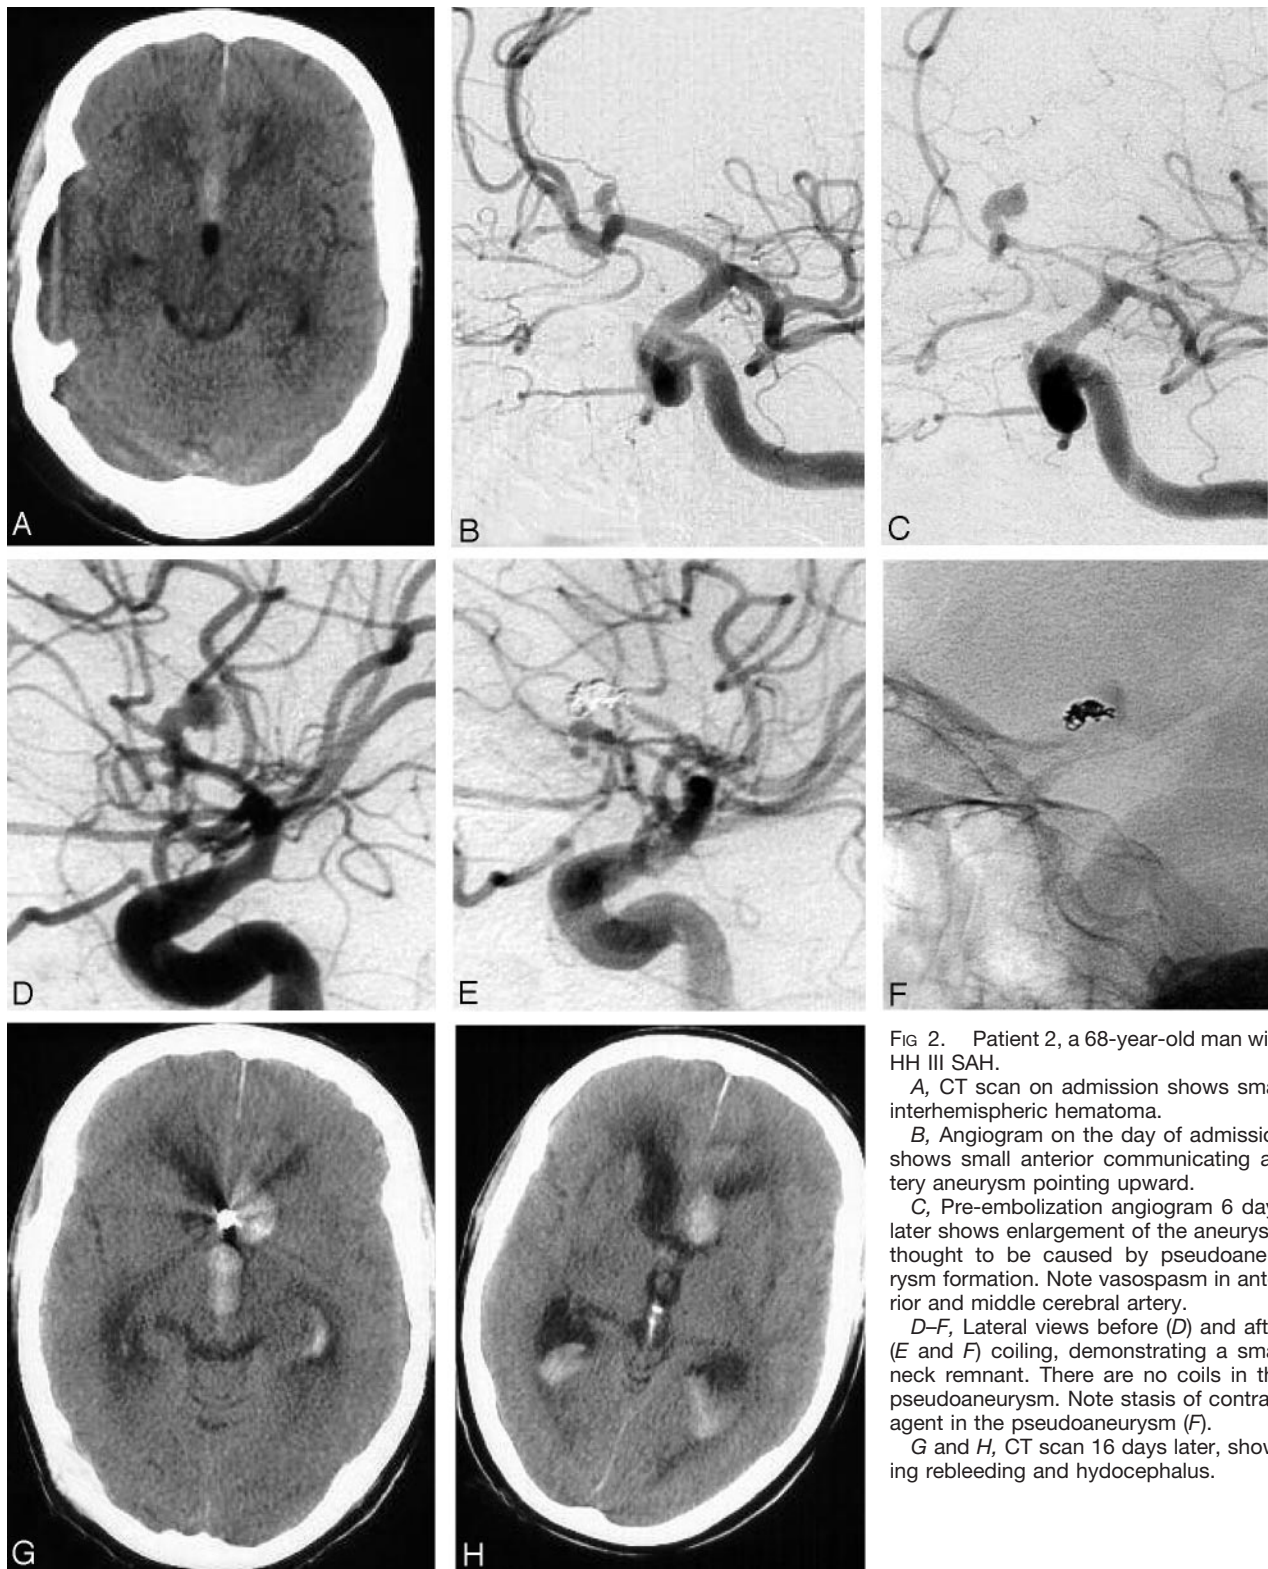 A
B
C
D
E
F
G
H
FIG 2. Patient 2, a 68-year-old man wi
HH III SAH.
A, CT scan on admission shows sma
interhemispheric hematoma.
B, Angiogram on the day of admissio
shows small anterior communicating a
tery aneurysm pointing upward.
C, Pre-embolization angiogram 6 day
later shows enlargement of the aneurys
thought to be caused by pseudoane
rysm formation. Note vasospasm in ant
rior and middle cerebral artery.
D–F, Lateral views before (D) and aft
(E and F) coiling, demonstrating a sma
neck remnant. There are no coils in th
pseudoaneurysm. Note stasis of contra
agent in the pseudoaneurysm (F).
G and H, CT scan 16 days later, show
ing rebleeding and hydocephalus.